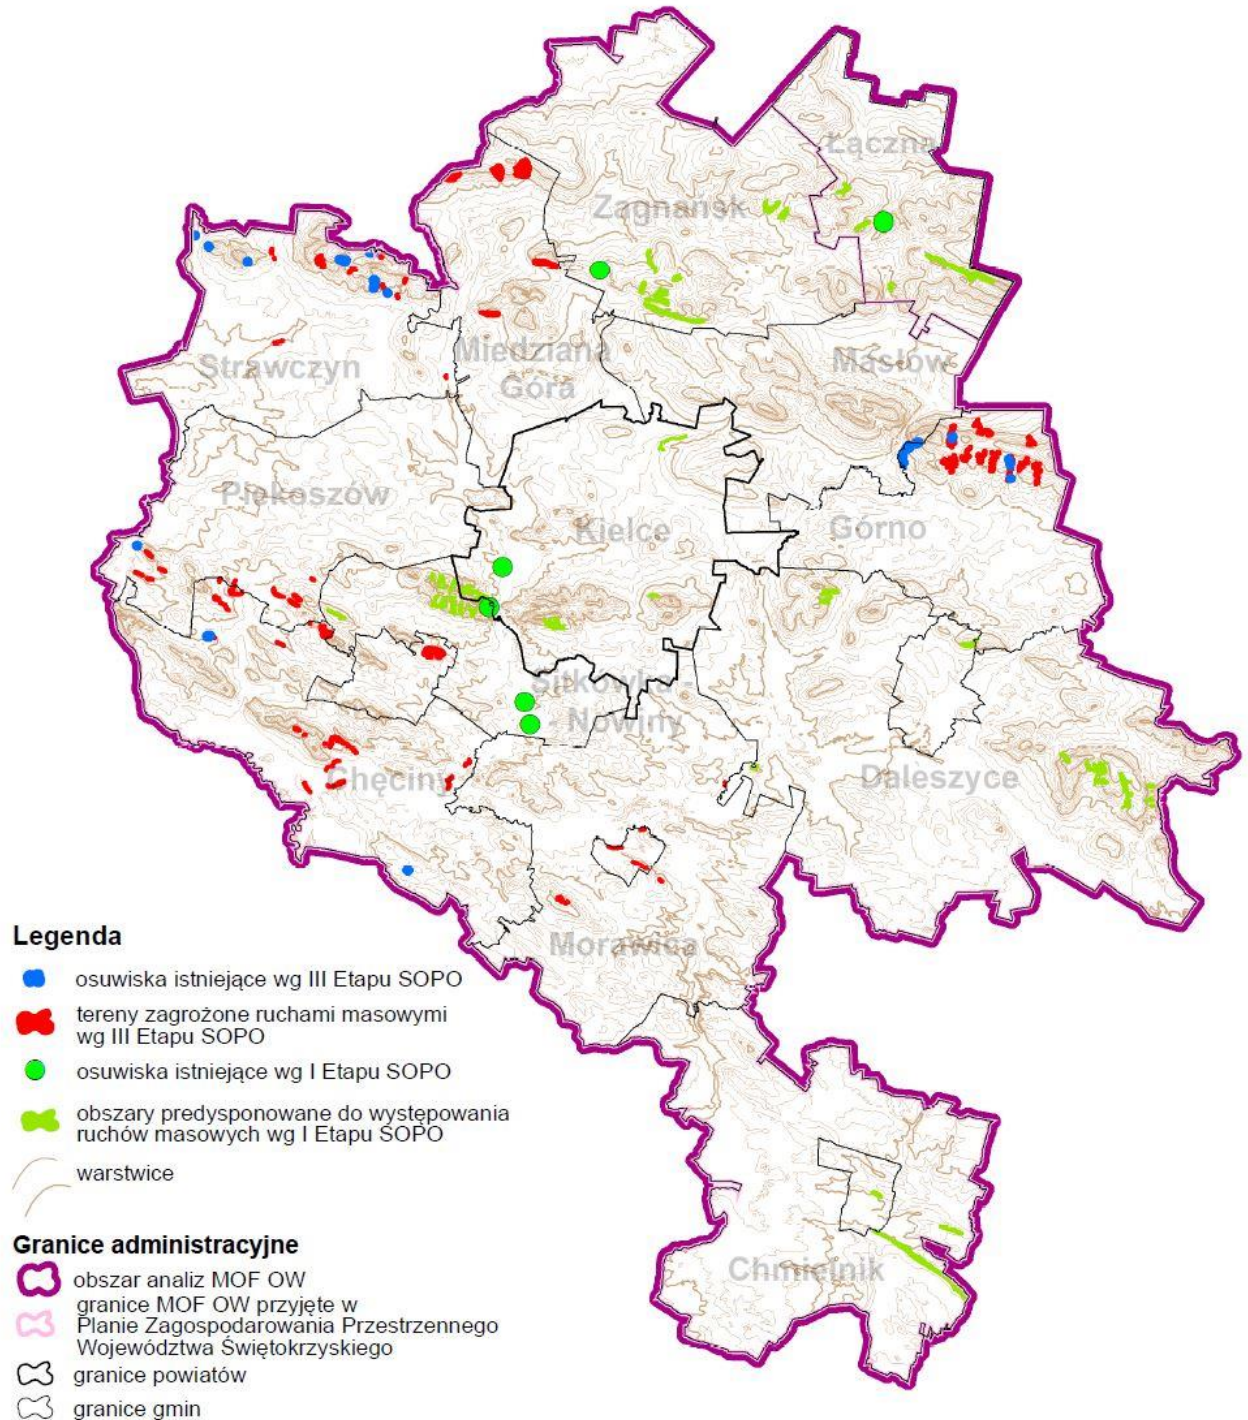 Łączna
Zagnańsk
Strawczyn
Miedziana
Góra
Masłów
Piekoszów
Kielce
Górno
Sitkówka -
- Nowiny
Chęciny
Daleszyce
Morawica
Chmielnik
Legenda
osuwiska istniejące wg III Etapu SOPO
tereny zagrożone ruchami masowymi
wg III Etapu SOPO
osuwiska istniejące wg I Etapu SOPO
obszary predysponowane do występowania
ruchów masowych wg I Etapu SOPO
warstwice
Granice administracyjne
obszar analiz MOF OW
granice MOF OW przyjęte w
Planie Zagospodarowania Przestrzennego
Województwa Świętokrzyskiego
granice powiatów
granice gmin